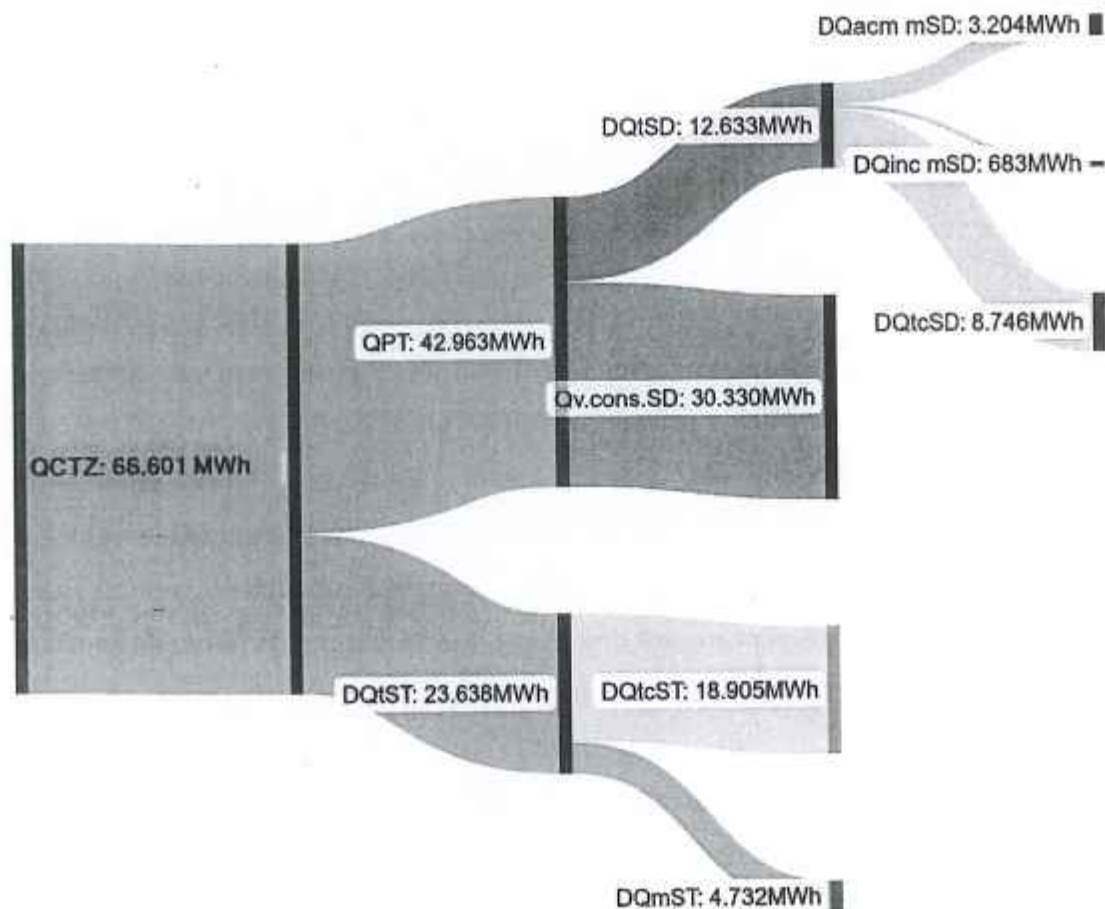 DQacm mSD: 3.204MWh
DQtSD: 12.633MWh
DQinc mSD: 683MWh
DQtcSD: 8.746MWh
QPT: 42.963MWh
Qv.cons.SD: 30.330MWh
QCTZ: 66.601 MWh
DQtST: 23.638MWh
DQtcST: 18.905MWh
DQmST: 4.732MWh